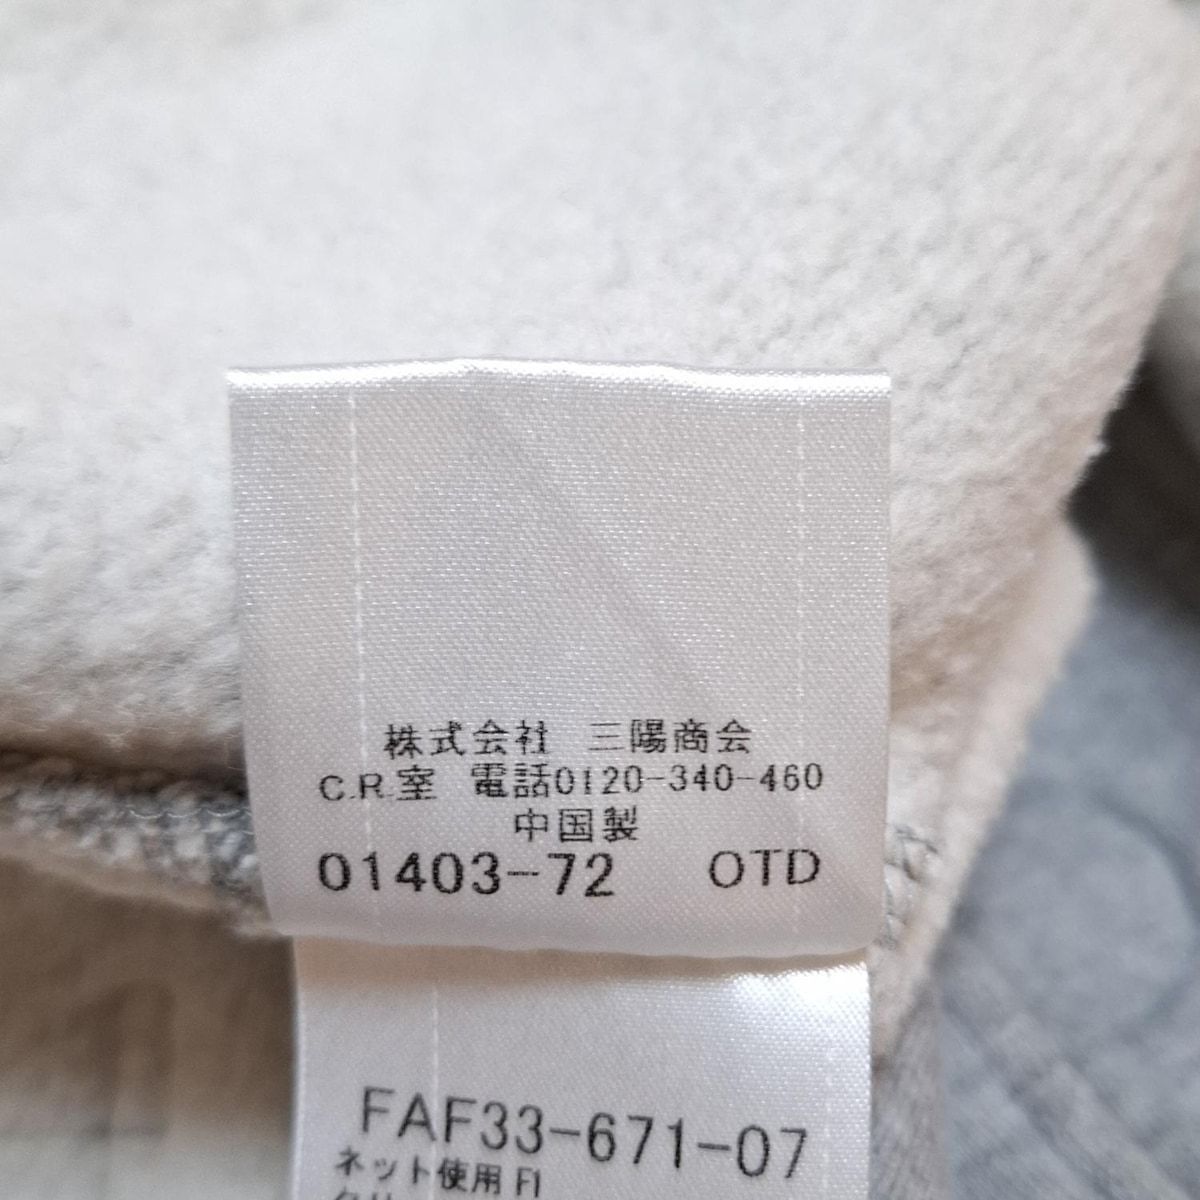 株式会社 三陽商会
C.R.室 電話0120-340-460
中国製
01403-72 OTD
FAF33-671-07
ネット使用 FI